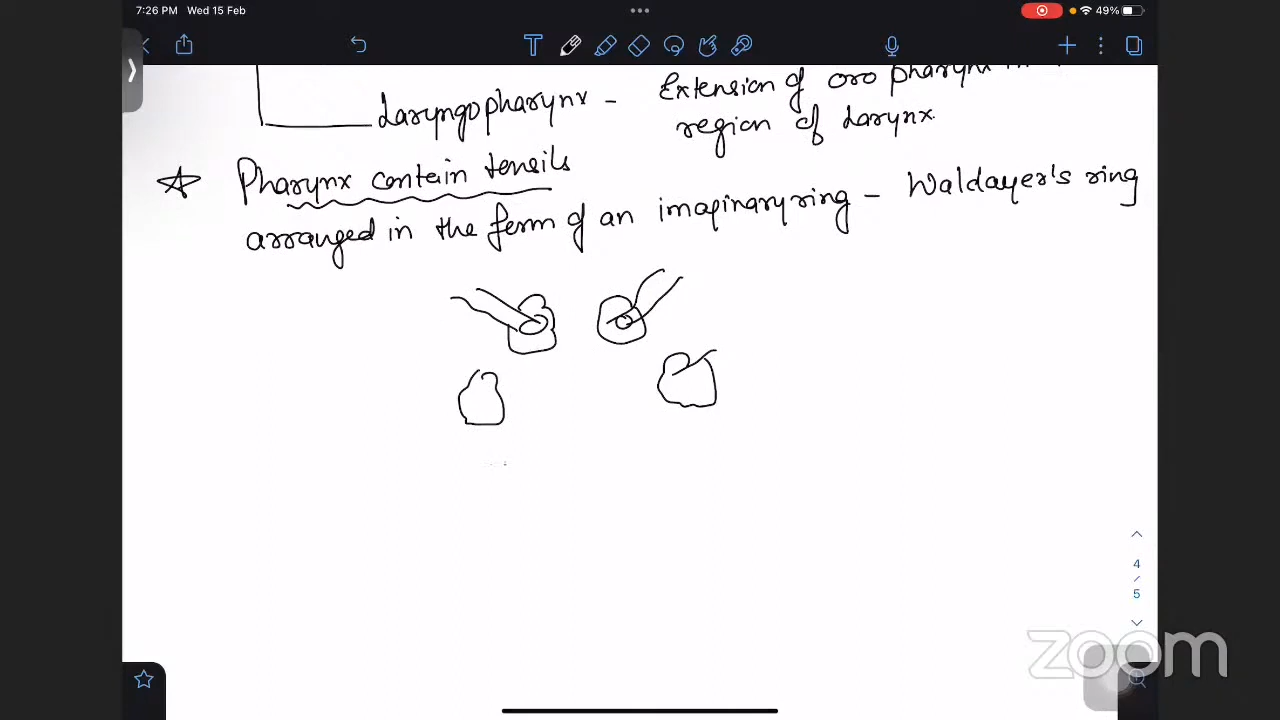 7:26 PM Wed 15 Feb
49%
Extension of oro pharynx
Laryngopharynx -
region of Larynx.
Pharynx contain tonsils
arranged in the form of an imaginary ring - Waldayer's ring
4
5
zoom